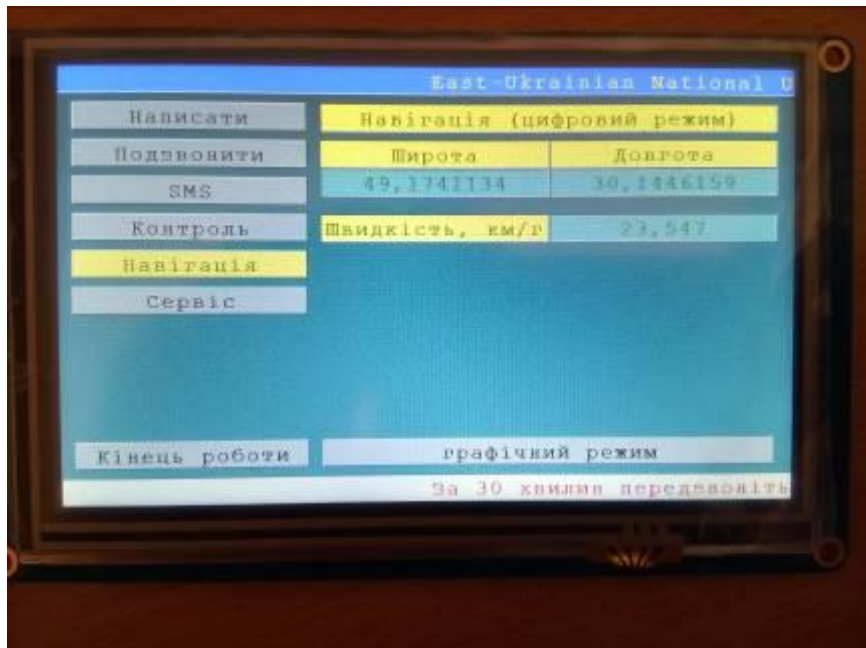 East-Ukrainian National U
Написати
Подзвонити
SMS
Контроль
Навігація
Сервіс
Кінець роботи
Навігація (цифровий режим)
Широта Довгота
49,1741134 30,1446159
Швидкість, км/г 23,547
графічний режим
За 30 хвилин передзвоніть